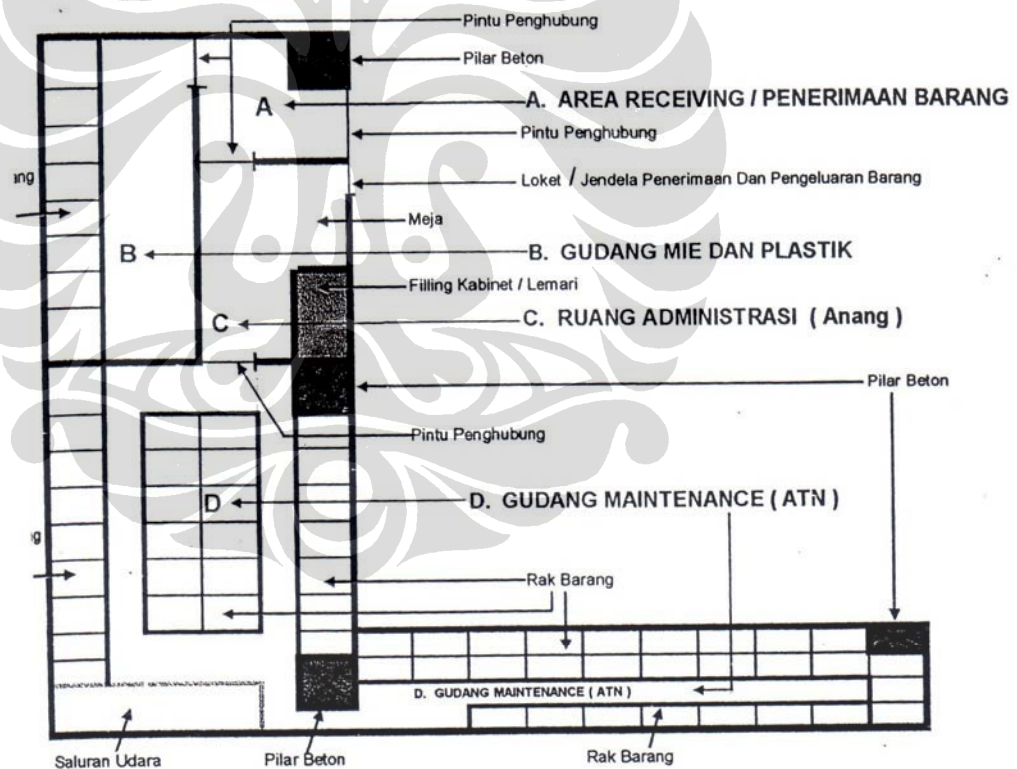 Pintu Penghubung
Pilar Beton
A
A. AREA RECEIVING / PENERIMAAN BARANG
Pintu Penghubung
ing
Loket / Jendela Penerimaan Dan Pengeluaran Barang
Meja
B
B. GUDANG MIE DAN PLASTIK
Filling Kabinet / Lemari
C
C. RUANG ADMINISTRASI ( Anang )
Pilar Beton
Pintu Penghubung
D
D. GUDANG MAINTENANCE ( ATN )
g
Rak Barang
D. GUDANG MAINTENANCE ( ATN )
Saluran Udara
Pilar Beton
Rak Barang